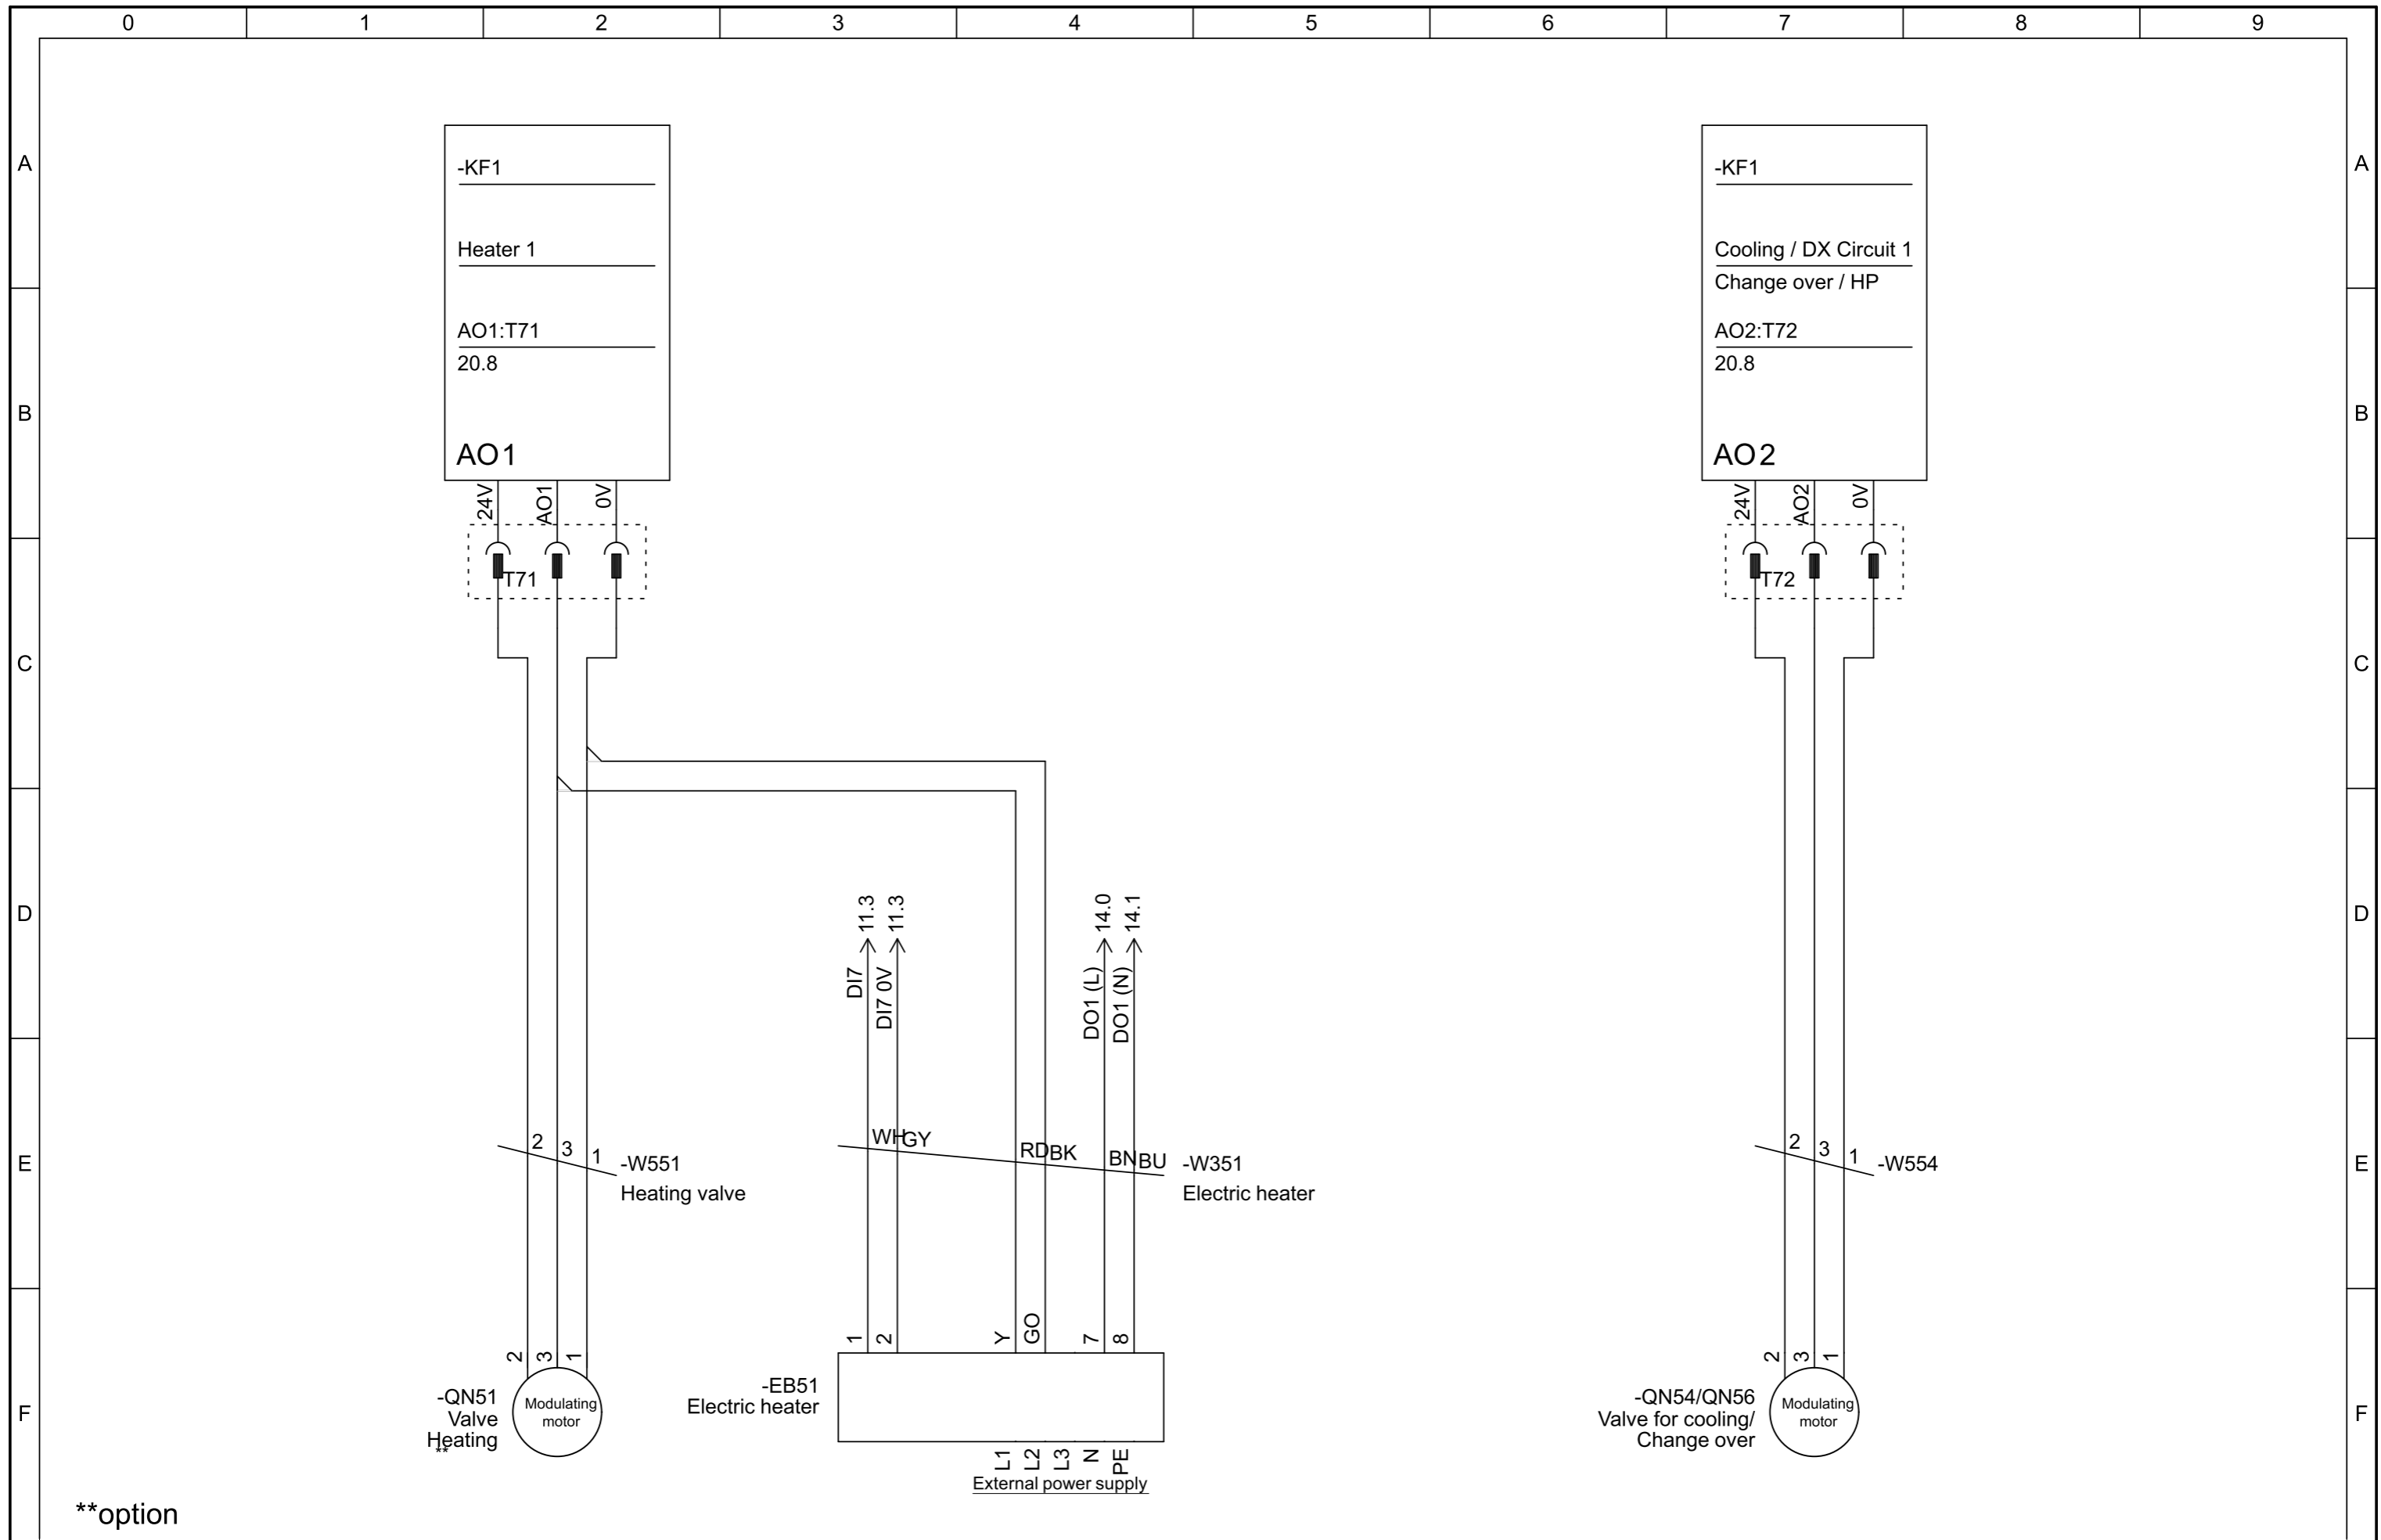 0 1 2 3 4 5 6 7 8 9
A
A
-KF1
Heater 1
AO1:T71
20.8
AO1
-KF1
Cooling / DX Circuit 1
Change over / HP
AO2:T72
20.8
AO2
B
B
24V
AO1
0V
T71
24V
AO2
0V
T72
C
C
D
D
11.3
11.3
14.0
14.1
DI7
DI7 0V
DO1 (L)
DO1 (N)
E
E
2 3 1
-W551
Heating valve
WH GY RD BK BN BU
-W351
Electric heater
2 3 1
-W554
2 3 1
1 2 Y GO 7 8
2 3 1
F
F
-QN51
Valve
Heating
**
Modulating
motor
-EB51
Electric heater
L1 L2 L3 N PE
External power supply
-QN54/QN56
Valve for cooling/
Change over
Modulating
motor
**option